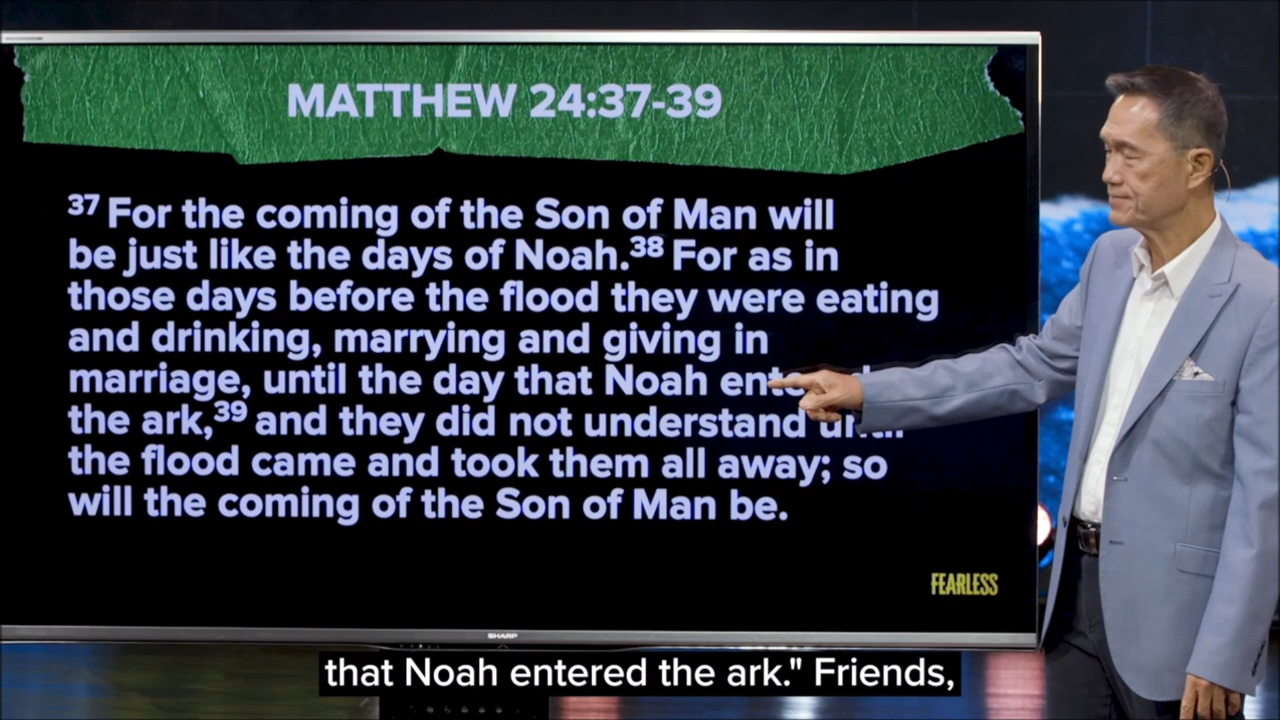 MATTHEW 24:37-39
37 For the coming of the Son of Man will
be just like the days of Noah.38 For as in
those days before the flood they were eating
and drinking, marrying and giving in
marriage, until the day that Noah
the ark,39 and they did not understand
the flood came and took them all away; so
will the coming of the Son of Man be.
FEARLESS
SHARP
that Noah entered the ark." Friends,